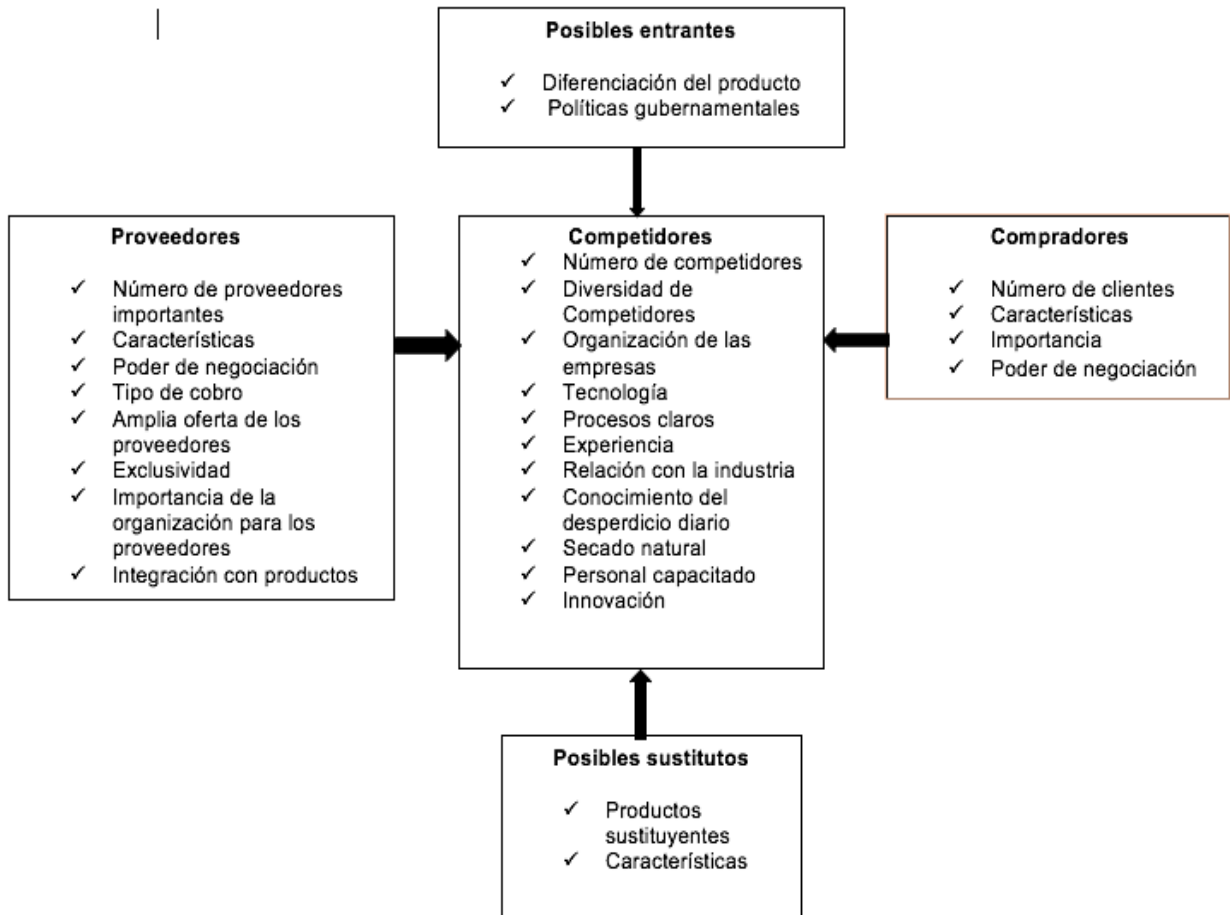 Posibles entrantes
✓ Diferenciación del producto
✓ Políticas gubernamentales
Proveedores
✓ Número de proveedores
importantes
✓ Características
✓ Poder de negociación
✓ Tipo de cobro
✓ Amplia oferta de los
proveedores
✓ Exclusividad
✓ Importancia de la
organización para los
proveedores
✓ Integración con productos
Competidores
✓ Número de competidores
✓ Diversidad de
Competidores
✓ Organización de las
empresas
✓ Tecnología
✓ Procesos claros
✓ Experiencia
✓ Relación con la industria
✓ Conocimiento del
desperdicio diario
✓ Secado natural
✓ Personal capacitado
✓ Innovación
Compradores
✓ Número de clientes
✓ Características
✓ Importancia
✓ Poder de negociación
Posibles sustitutos
✓ Productos
sustituyentes
✓ Características